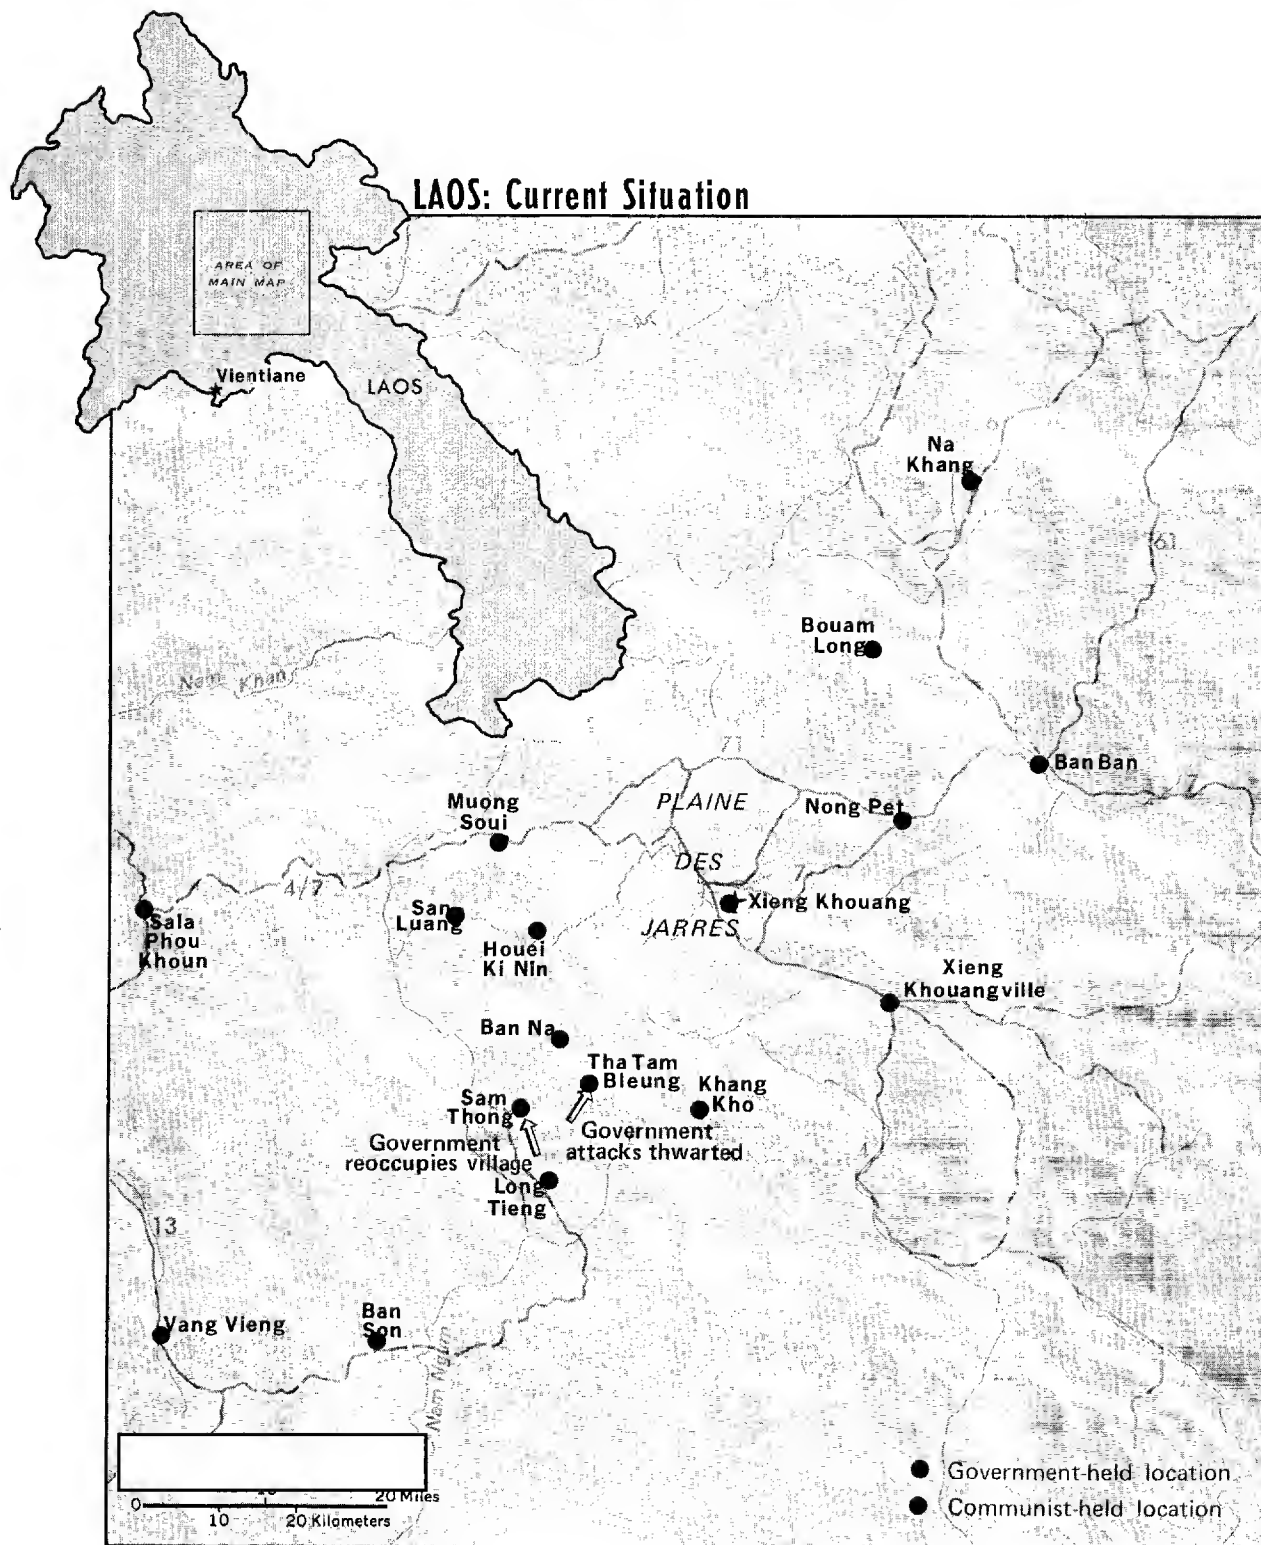 LAOS: Current Situation
AREA OF
MAIN MAP
Vientiane
LAOS
Na
Khang
61
Bouam
Long
Nam Khan
Ban Ban
7
Muong
Soui
PLAINE
DES
JARRES
Nong Pet
7
4/7
San
Luang
Xieng Khouang
Sala
Phou
Khoun
Houei
Ki Nin
Xieng
Khouangville
Ban Na
Tha Tam
Bleung
Khang
Kho
Sam
Thong
Government
attacks thwarted
Government
reoccupies village
Long
Tieng
13
Vang Vieng
Ban
Son
Nam Ngum
Government-held location
Communist-held location
0
20 Miles
10
20 Kilometers